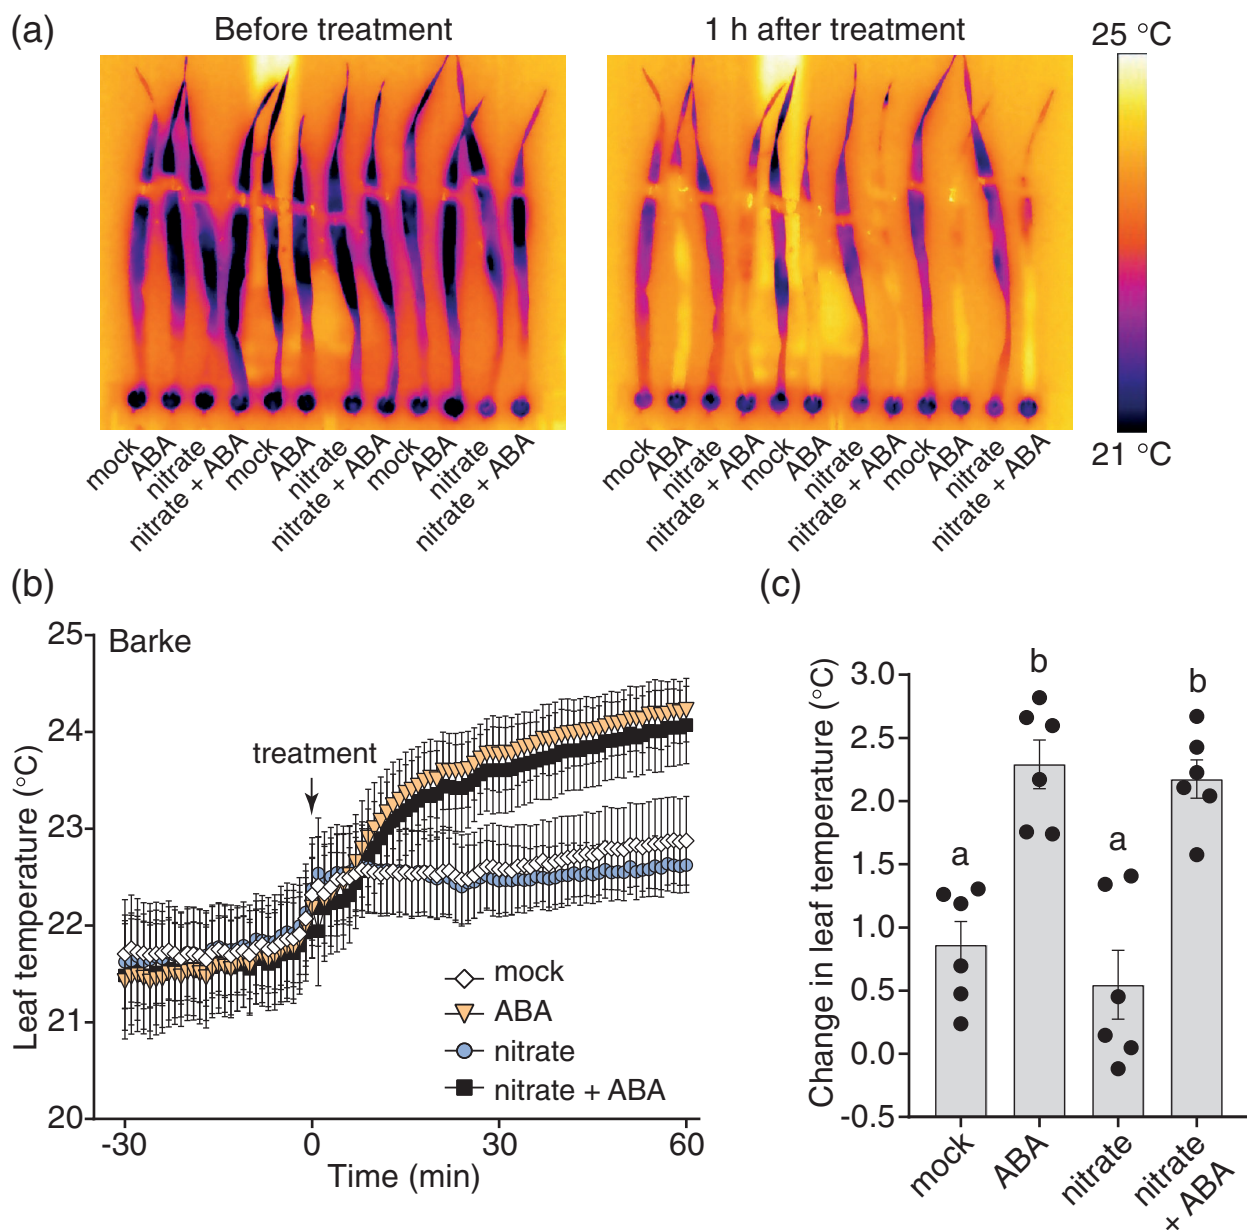 (a)
Before treatment
1 h after treatment
25 °C
21 °C
mock
ABA
nitrate
nitrate + ABA
mock
ABA
nitrate
nitrate + ABA
mock
ABA
nitrate
nitrate + ABA
mock
ABA
nitrate
nitrate + ABA
mock
ABA
nitrate
nitrate + ABA
mock
ABA
nitrate
nitrate + ABA
(b)
Barke
Leaf temperature (°C)
25
24
23
22
21
20
treatment
mock
ABA
nitrate
nitrate + ABA
-30
0
30
60
Time (min)
(c)
Change in leaf temperature (°C)
3.0
2.5
2.0
1.5
1.0
0.5
0.0
-0.5
a
b
a
b
mock
ABA
nitrate
nitrate
+ ABA